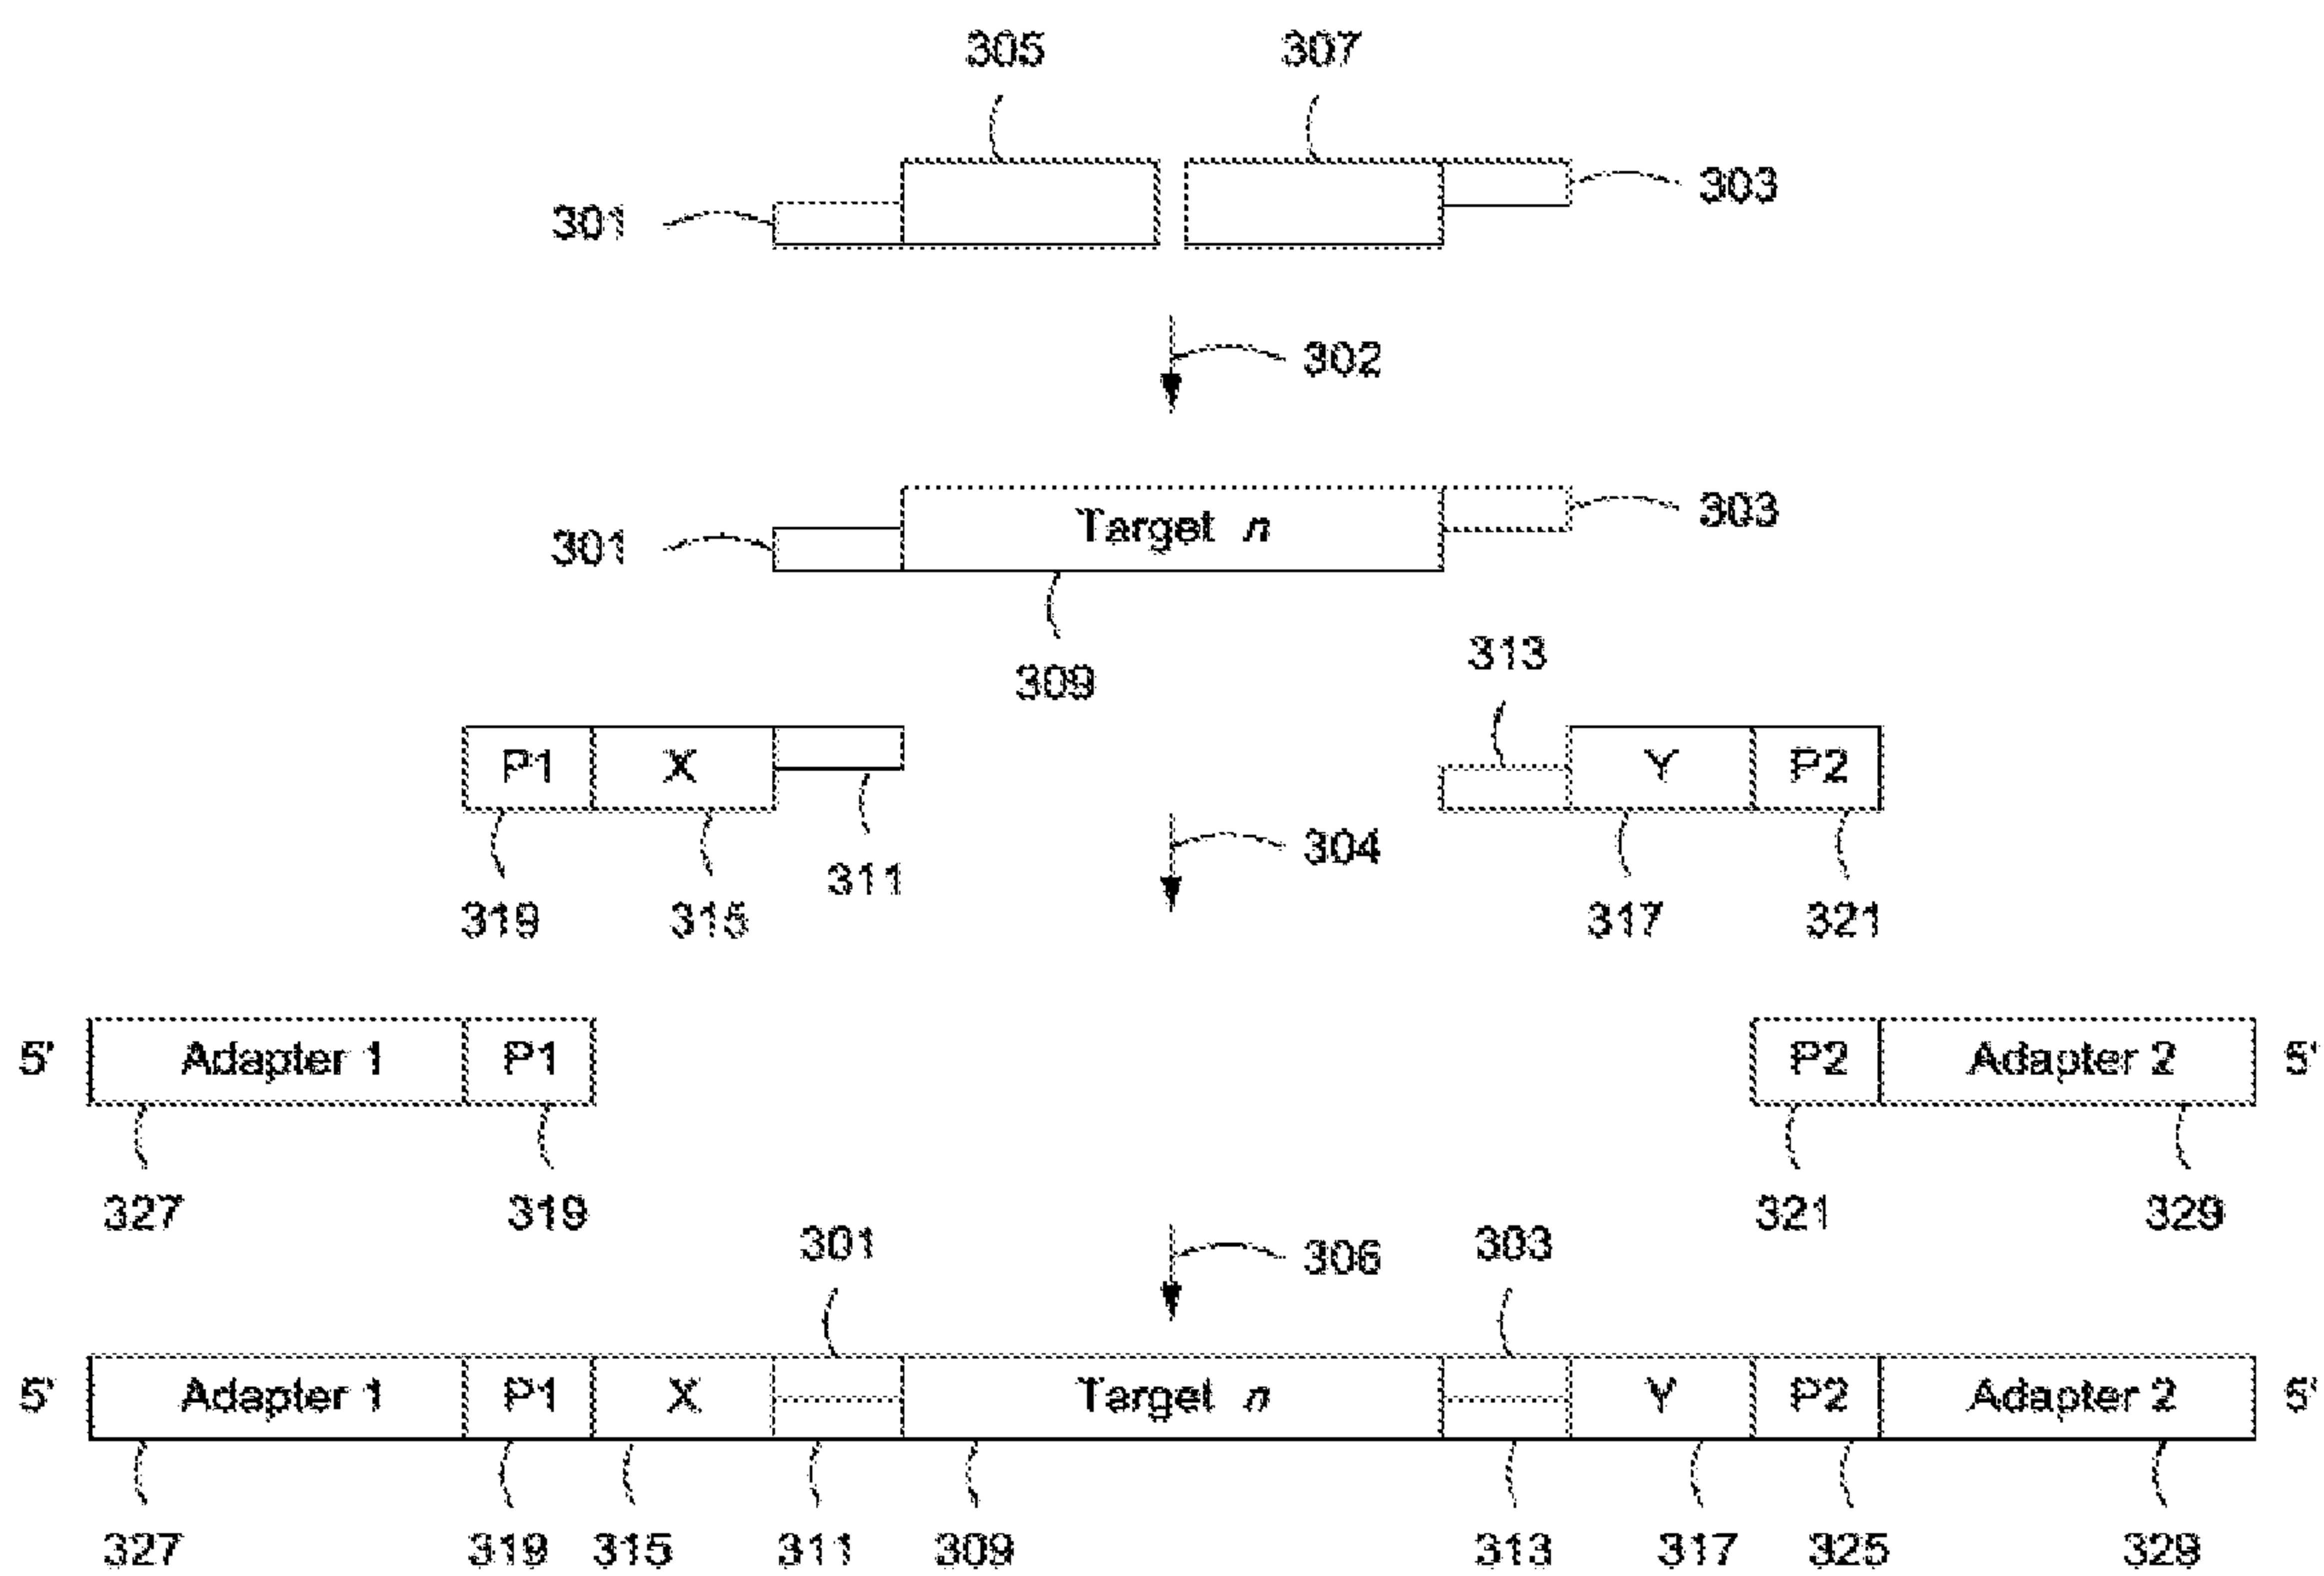 305 307
301 303
302
301 Target n 303
309 313
P1 X Y P2
304
319 315 311 317 321
5' Adapter 1 P1 P2 Adapter 2 5'
327 319 321 329
301 306 303
5' Adapter 1 P1 X Target n Y P2 Adapter 2 5'
327 319 315 311 309 313 317 325 329